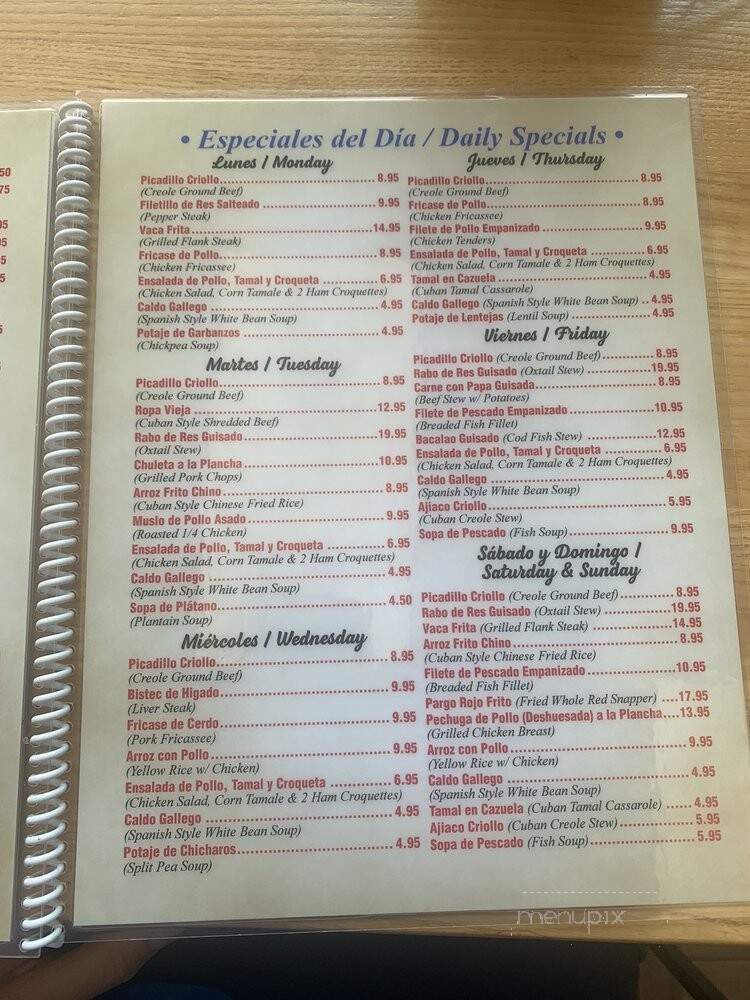 • Especiales del Día / Daily Specials •
Lunes / Monday
Picadillo Criollo 8.95
(Creole Ground Beef)
Filetillo de Res Salteado 9.95
(Pepper Steak)
Vaca Frita 14.95
(Grilled Flank Steak)
Fricase de Pollo 8.95
(Chicken Fricassee)
Ensalada de Pollo, Tamal y Croqueta 6.95
(Chicken Salad, Corn Tamale & 2 Ham Croquettes)
Caldo Gallego 4.95
(Spanish Style White Bean Soup)
Potaje de Garbanzos 4.95
(Chickpea Soup)
Martes / Tuesday
Picadillo Criollo 8.95
(Creole Ground Beef)
Ropa Vieja 12.95
(Cuban Style Shredded Beef)
Rabo de Res Guisado 19.95
(Oxtail Stew)
Chuleta a la Plancha 10.95
(Grilled Pork Chops)
Arroz Frito Chino 8.95
(Cuban Style Chinese Fried Rice)
Muslo de Pollo Asado 9.95
(Roasted 1/4 Chicken)
Ensalada de Pollo, Tamal y Croqueta 6.95
(Chicken Salad, Corn Tamale & 2 Ham Croquettes)
Caldo Gallego 4.95
(Spanish Style White Bean Soup)
Sopa de Plátano 4.50
(Plantain Soup)
Miércoles / Wednesday
Picadillo Criollo 8.95
(Creole Ground Beef)
Bistec de Higado 9.95
(Liver Steak)
Fricase de Cerdo 9.95
(Pork Fricassee)
Arroz con Pollo 9.95
(Yellow Rice w/ Chicken)
Ensalada de Pollo, Tamal y Croqueta 6.95
(Chicken Salad, Corn Tamale & 2 Ham Croquettes)
Caldo Gallego 4.95
(Spanish Style White Bean Soup)
Potaje de Chicharos 4.95
(Split Pea Soup)
Jueves / Thursday
Picadillo Criollo 8.95
(Creole Ground Beef)
Fricase de Pollo 8.95
(Chicken Fricassee)
Filete de Pollo Empanizado 9.95
(Chicken Tenders)
Ensalada de Pollo, Tamal y Croqueta 6.95
(Chicken Salad, Corn Tamale & 2 Ham Croquettes)
Tamal en Cazuela 4.95
(Cuban Tamal Cassarole)
Caldo Gallego (Spanish Style White Bean Soup) 4.95
Potaje de Lentejas (Lentil Soup) 4.95
Viernes / Friday
Picadillo Criollo (Creole Ground Beef) 8.95
Rabo de Res Guisado (Oxtail Stew) 19.95
Carne con Papa Guisada 8.95
(Beef Stew w/ Potatoes)
Filete de Pescado Empanizado 10.95
(Breaded Fish Fillet)
Bacalao Guisado (Cod Fish Stew) 12.95
Ensalada de Pollo, Tamal y Croqueta 6.95
(Chicken Salad, Corn Tamale & 2 Ham Croquettes)
Caldo Gallego 4.95
(Spanish Style White Bean Soup)
Ajiaco Criollo 5.95
(Cuban Creole Stew)
Sopa de Pescado (Fish Soup) 9.95
Sábado y Domingo /
Saturday & Sunday
Picadillo Criollo (Creole Ground Beef) 8.95
Rabo de Res Guisado (Oxtail Stew) 19.95
Vaca Frita (Grilled Flank Steak) 14.95
Arroz Frito Chino 8.95
(Cuban Style Chinese Fried Rice)
Filete de Pescado Empanizado 10.95
(Breaded Fish Fillet)
Pargo Rojo Frito (Fried Whole Red Snapper) 17.95
Pechuga de Pollo (Deshuesada) a la Plancha 13.95
(Grilled Chicken Breast)
Arroz con Pollo 9.95
(Yellow Rice w/ Chicken)
Caldo Gallego 4.95
(Spanish Style White Bean Soup)
Tamal en Cazuela (Cuban Tamal Cassarole) 4.95
Ajiaco Criollo (Cuban Creole Stew) 5.95
Sopa de Pescado (Fish Soup) 5.95
menupix